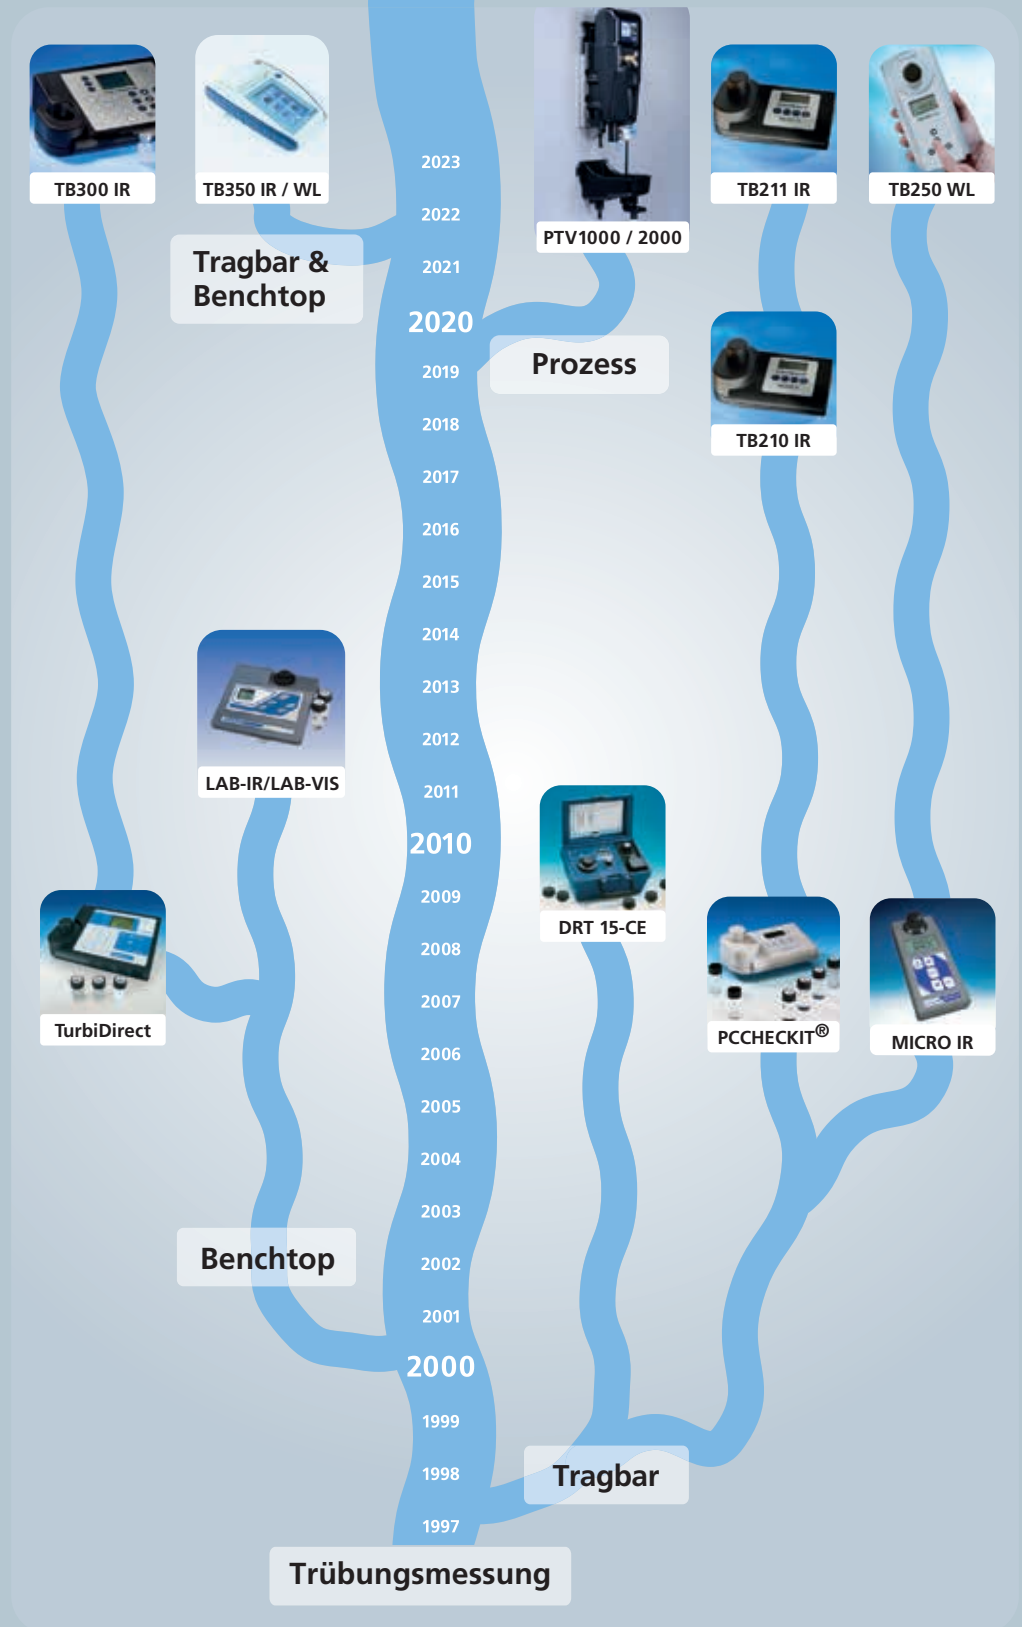 TB300 IR
TB350 IR / WL
PTV1000 / 2000
TB211 IR
TB250 WL
2023
2022
Tragbar &
Benchtop
2021
2020
Prozess
2019
TB210 IR
2018
2017
2016
2015
2014
2013
2012
LAB-IR/LAB-VIS
2011
2010
2009
DRT 15-CE
2008
2007
TurbiDirect
PCCHECKIT®
MICRO IR
2006
2005
2004
2003
Benchtop
2002
2001
2000
1999
1998
Tragbar
1997
Trübungsmessung